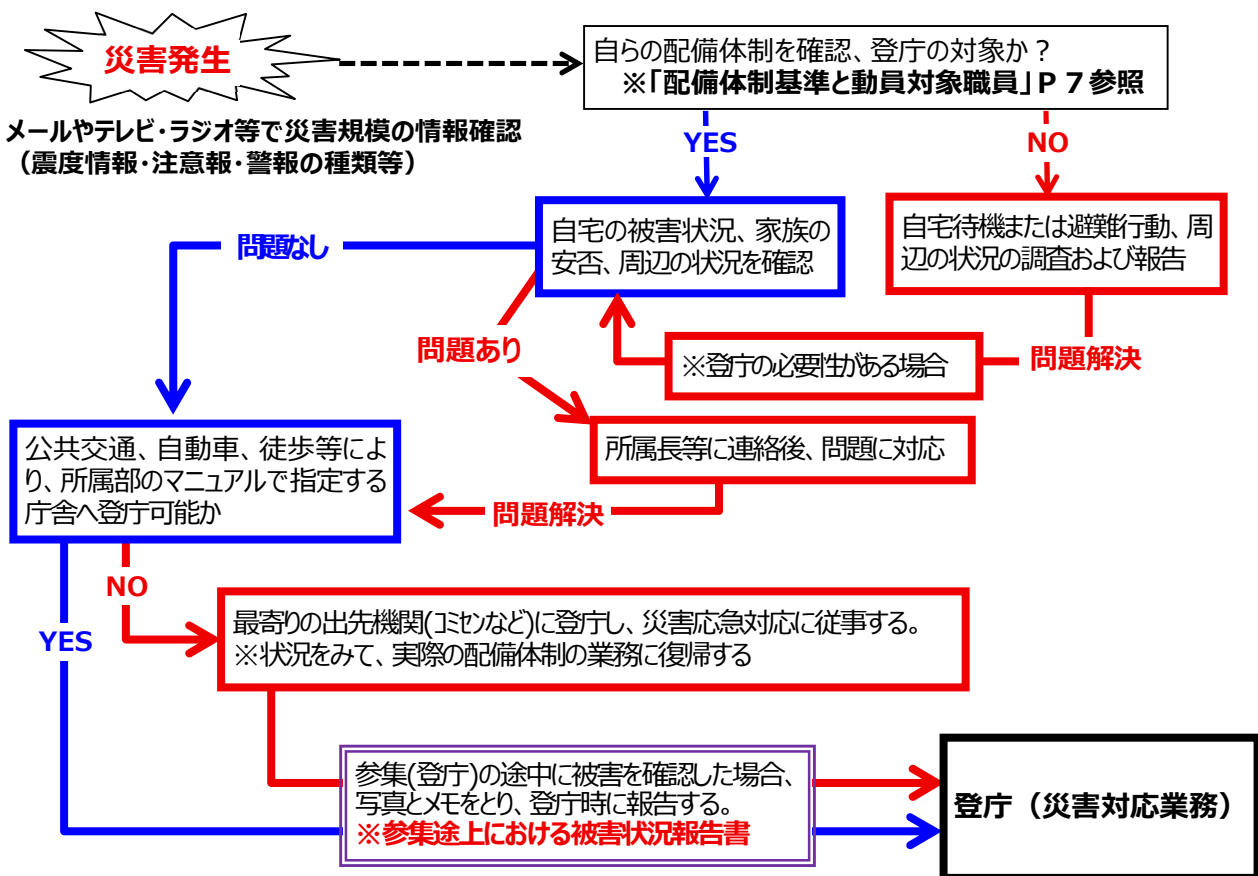 災害発生
自らの配備体制を確認、登庁の対象か？
※「配備体制基準と動員対象職員」P 7 参照
メールやテレビ・ラジオ等で災害規模の情報確認
（震度情報・注意報・警報の種類等）
YES
NO
自宅の被害状況、家族の
安否、周辺の状況を確認
自宅待機または避難行動、周
辺の状況の調査および報告
問題なし
問題あり
※登庁の必要性がある場合
問題解決
公共交通、自動車、徒歩等によ
り、所属部のマニュアルで指定する
庁舎へ登庁可能か
所属長等に連絡後、問題に対応
問題解決
NO
YES
最寄りの出先機関(コミセンなど)に登庁し、災害応急対応に従事する。
※状況をみて、実際の配備体制の業務に復帰する
参集(登庁)の途中に被害を確認した場合、
写真とメモをとり、登庁時に報告する。
※参集途上における被害状況報告書
登庁（災害対応業務）